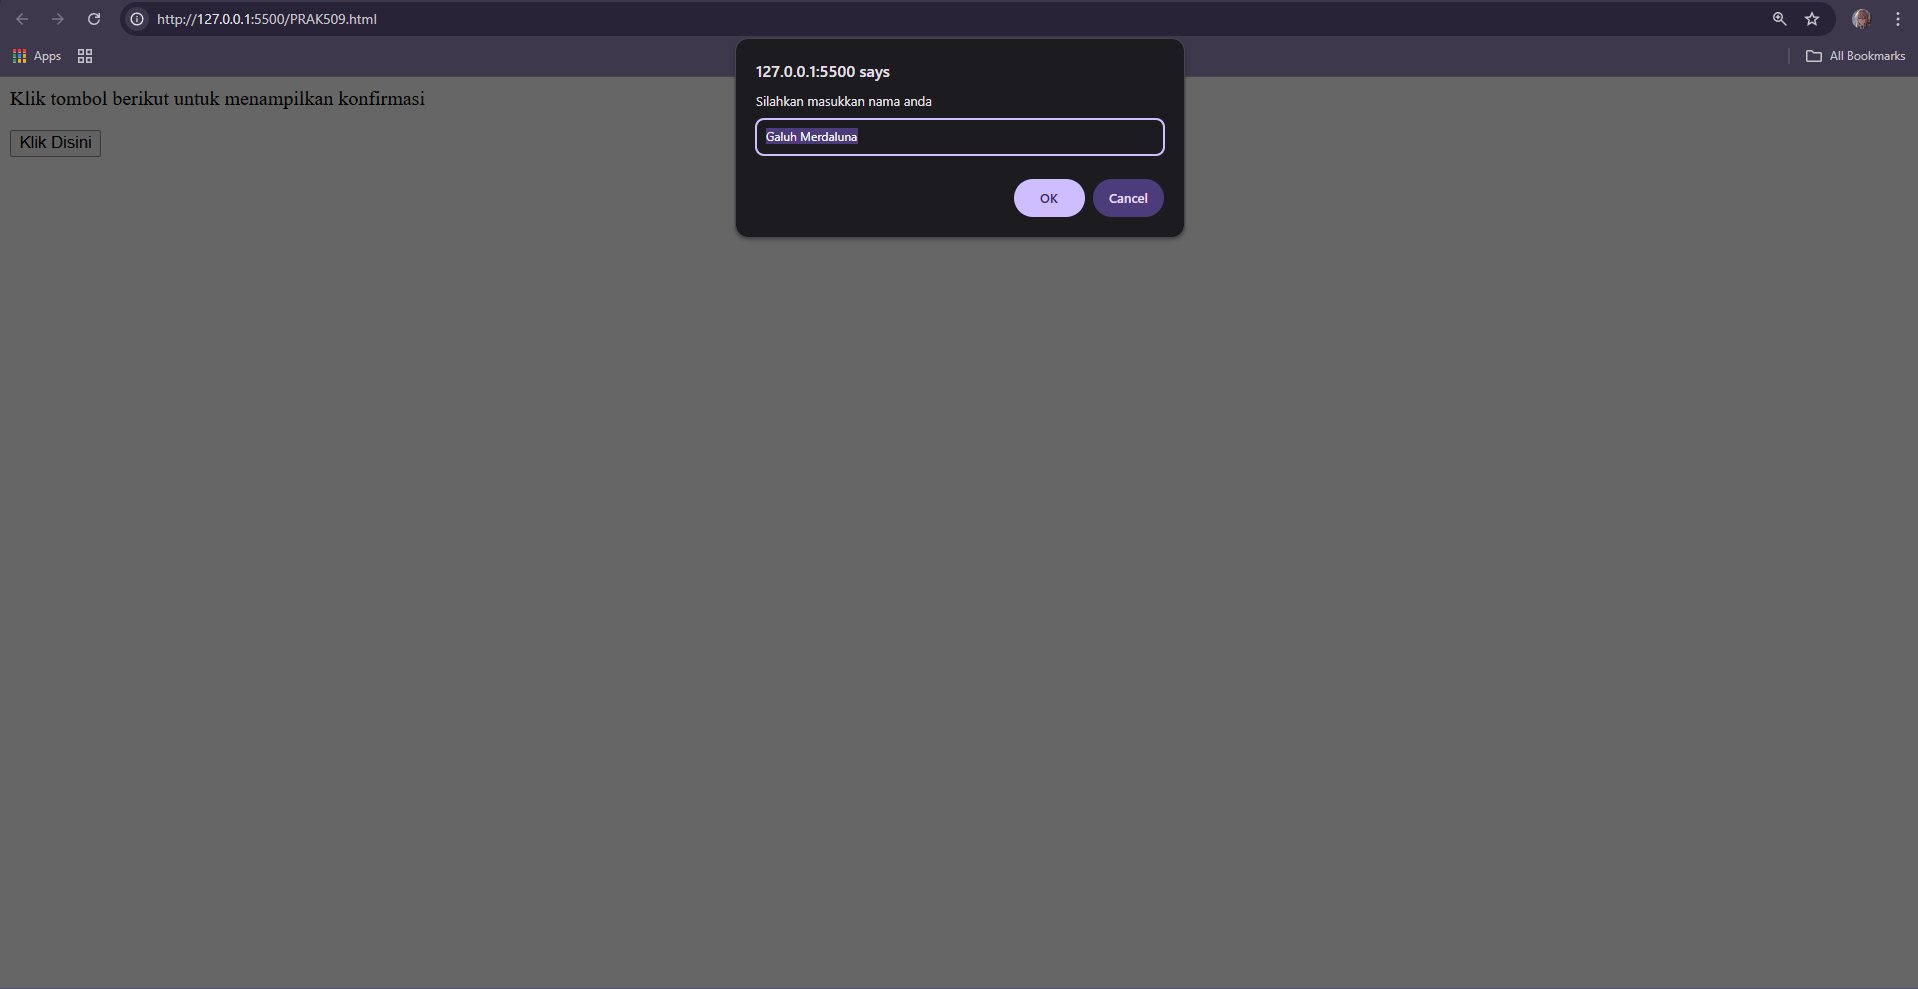 http://127.0.0.1:5500/PRAK509.html
Apps
All Bookmarks
127.0.0.1:5500 says
Silahkan masukkan nama anda
Galuh Merdaluna
OK Cancel
Klik tombol berikut untuk menampilkan konfirmasi
Klik Disini